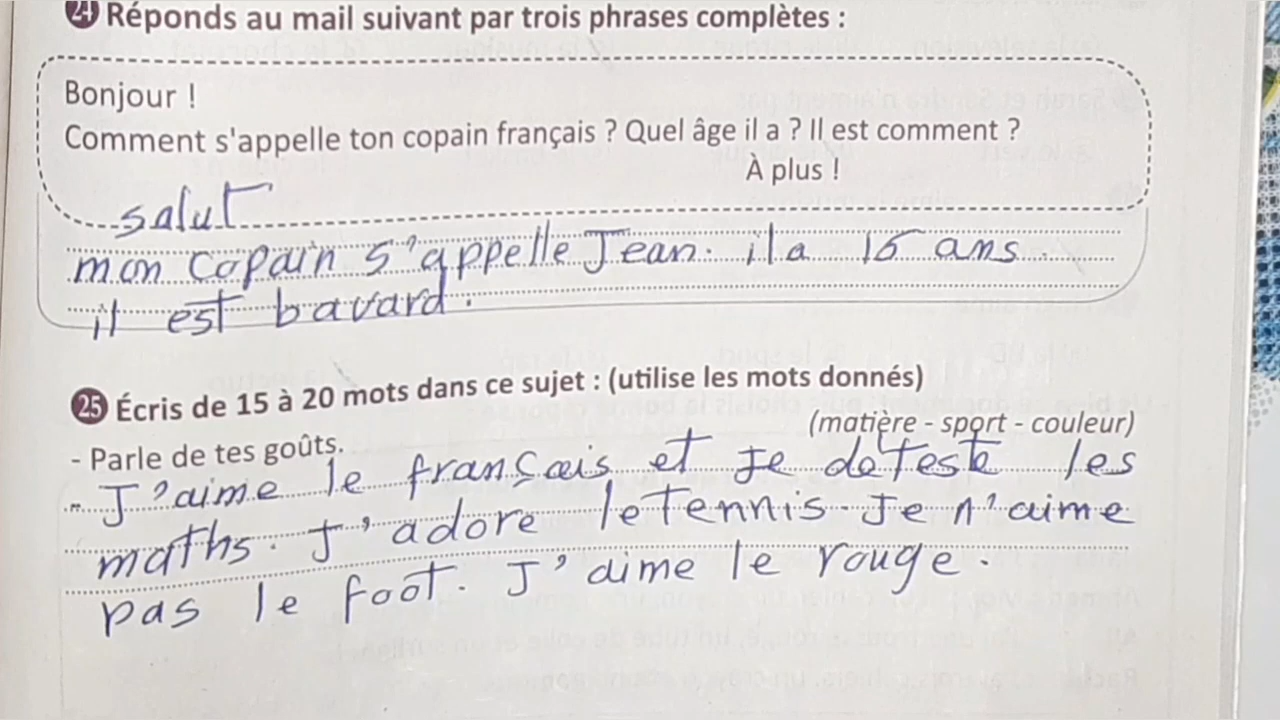 24 Réponds au mail suivant par trois phrases complètes :
Bonjour !
Comment s'appelle ton copain français ? Quel âge il a ? Il est comment ?
À plus !
salut
mon copain s'appelle Jean. il a 15 ans.
il est bavard.
25 Écris de 15 à 20 mots dans ce sujet : (utilise les mots donnés)
(matière - sport - couleur)
- Parle de tes goûts.
- J'aime le français et je déteste les
maths. J'adore le tennis. Je n'aime
pas le foot. J'aime le rouge.